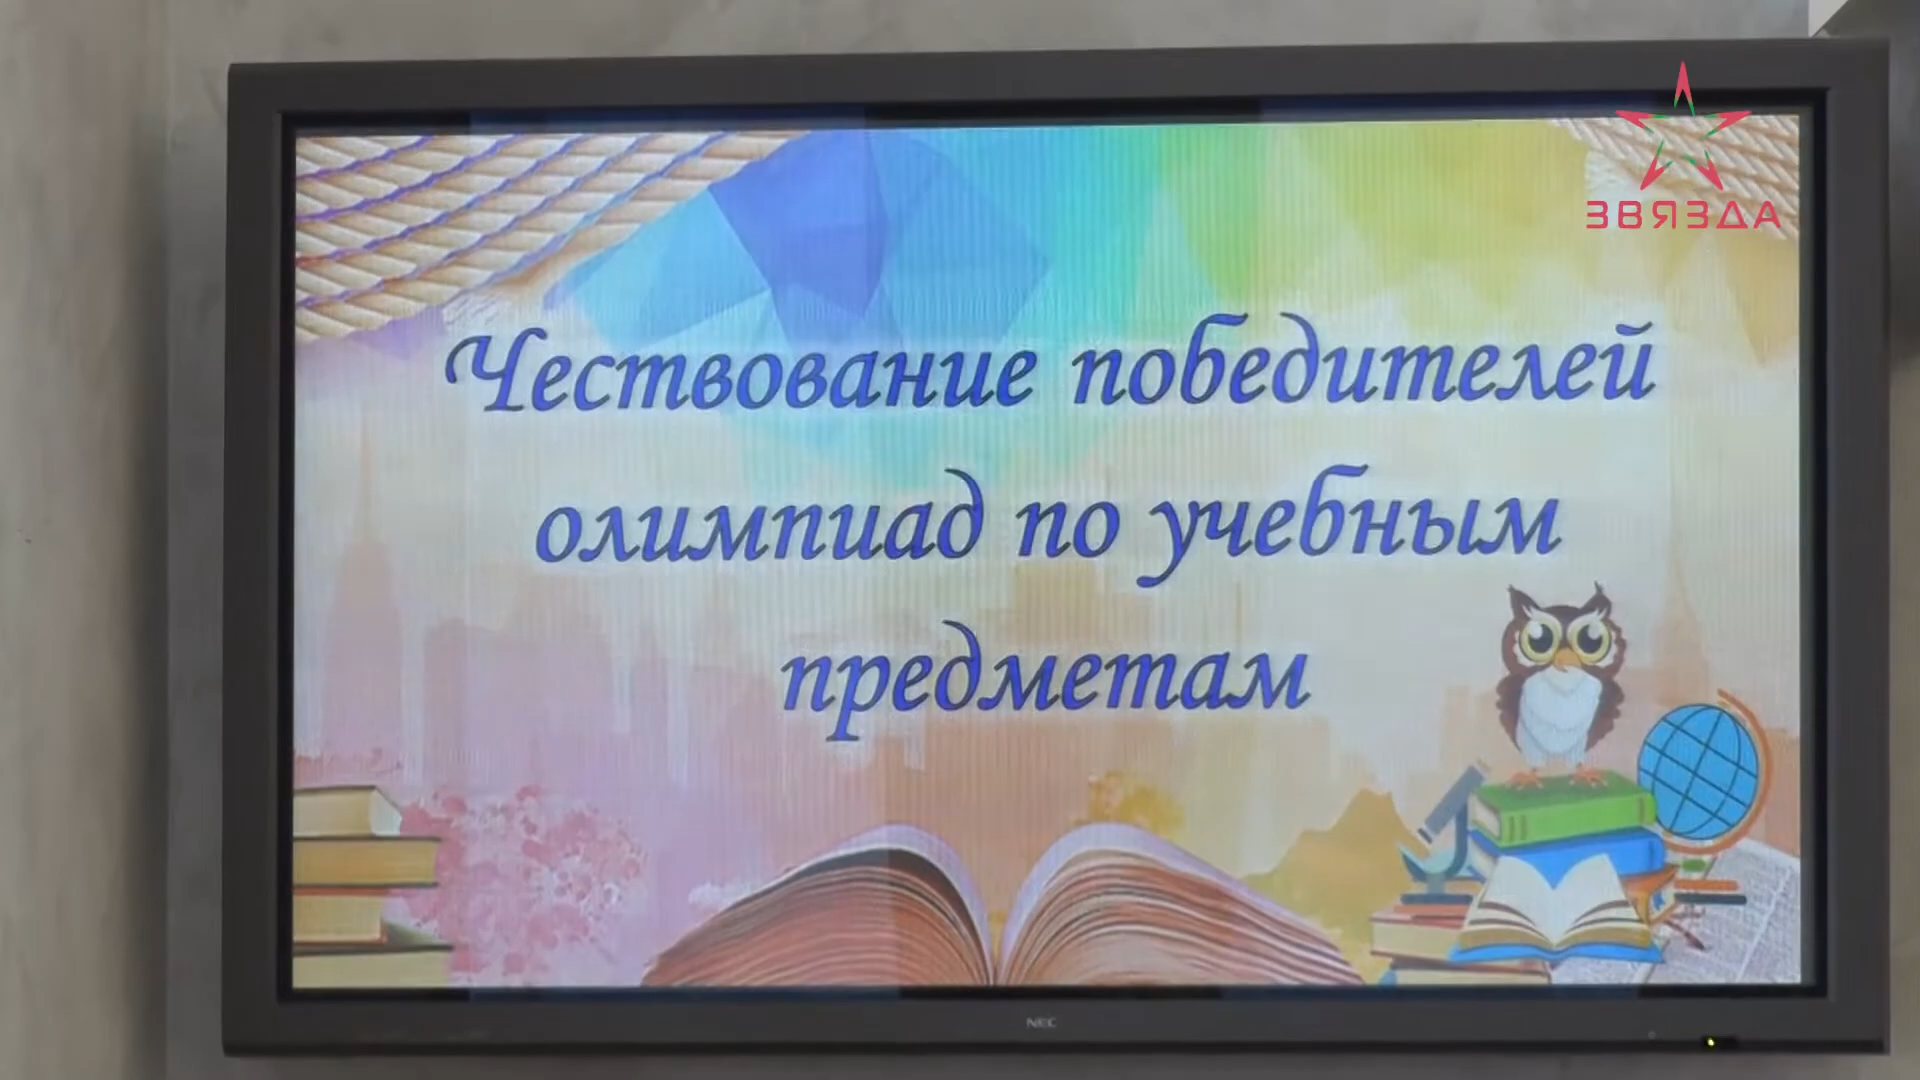 ЗВЯЗДА
Чествование победителей
олимпиад по учебным
предметам
NEC